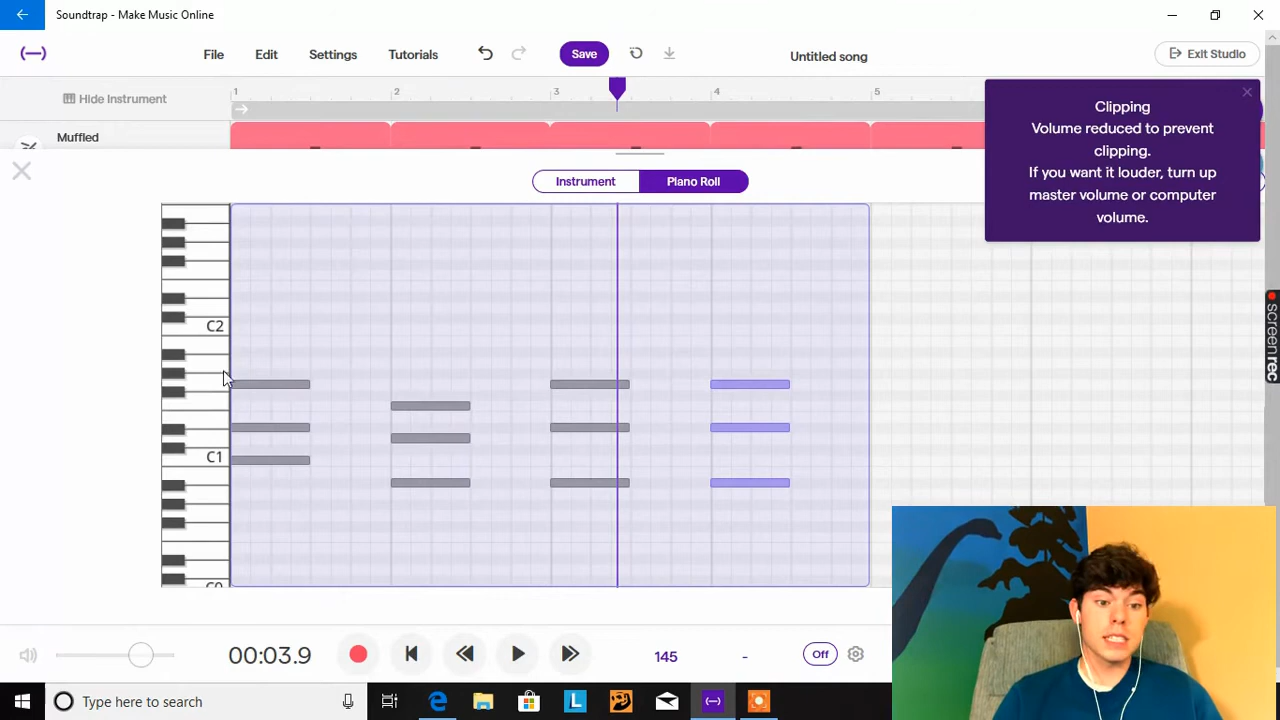 Soundtrap - Make Music Online
File Edit Settings Tutorials Save Untitled song Exit Studio
1 2 3 4 5
Hide Instrument
Muffled
Clipping
Volume reduced to prevent
clipping.
If you want it louder, turn up
master volume or computer
volume.
Instrument Piano Roll
C2
C1
C0
screenrec
00:03.9 145 - Off
Type here to search